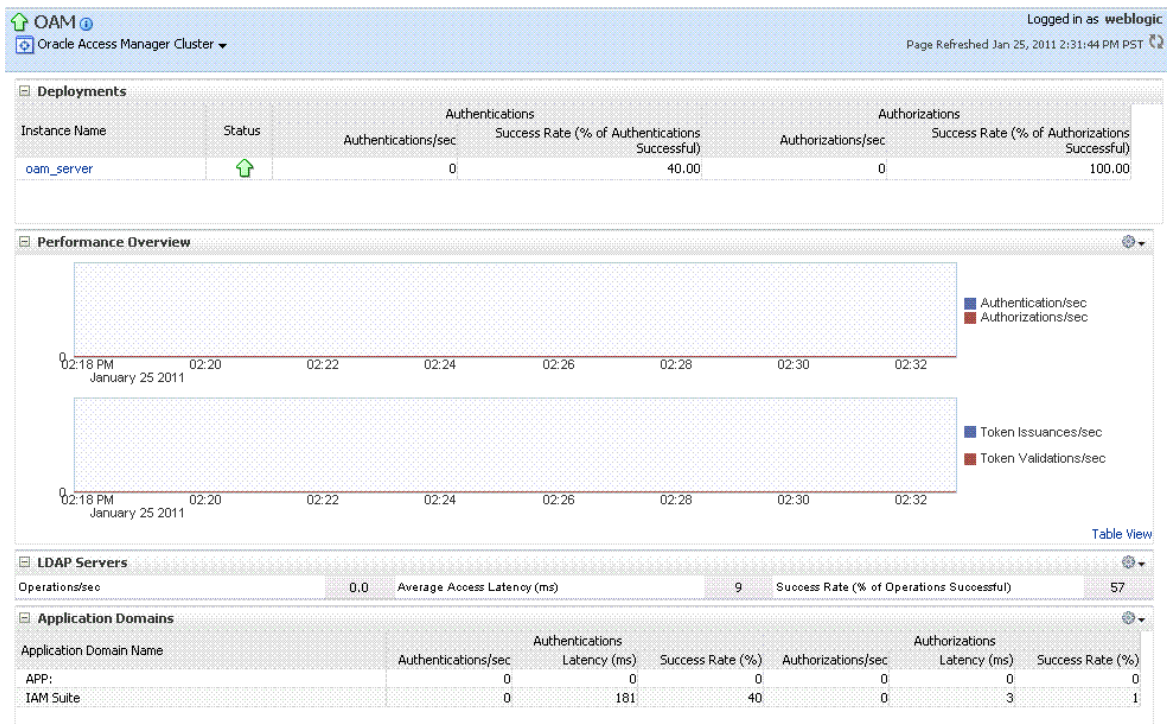 OAM
Logged in as weblogic
Oracle Access Manager Cluster
Page Refreshed Jan 25, 2011 2:31:44 PM PST
Deployments
Instance Name Status Authentications Authorizations
Authentications/sec Success Rate (% of Authentications Successful) Authorizations/sec Success Rate (% of Authorizations Successful)
oam_server 0 40.00 0 100.00
Performance Overview
Authentication/sec
Authorizations/sec
0
02:18 PM 02:20 02:22 02:24 02:26 02:28 02:30 02:32
January 25 2011
Token Issuances/sec
Token Validations/sec
0
02:18 PM 02:20 02:22 02:24 02:26 02:28 02:30 02:32
January 25 2011
Table View
LDAP Servers
Operations/sec 0.0 Average Access Latency (ms) 9 Success Rate (% of Operations Successful) 57
Application Domains
Application Domain Name Authentications Authorizations
Authentications/sec Latency (ms) Success Rate (%) Authorizations/sec Latency (ms) Success Rate (%)
APP: 0 0 0 0 0 0
IAM Suite 0 181 40 0 3 1